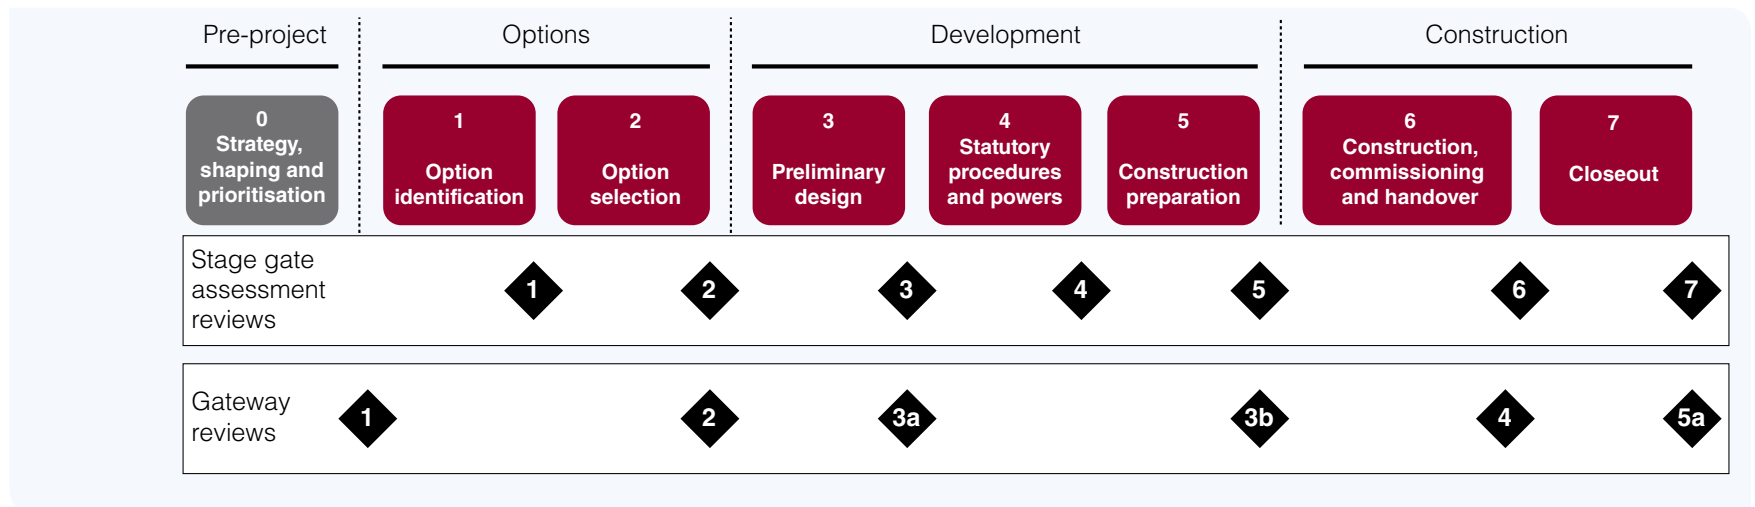 Pre-project
Options
Development
Construction
0
Strategy,
shaping and
prioritisation
1
Option
identification
2
Option
selection
3
Preliminary
design
4
Statutory
procedures
and powers
5
Construction
preparation
6
Construction,
commissioning
and handover
7
Closeout
Stage gate
assessment
reviews
1
2
3
4
5
6
7
Gateway
reviews
1
2
3a
3b
4
5a